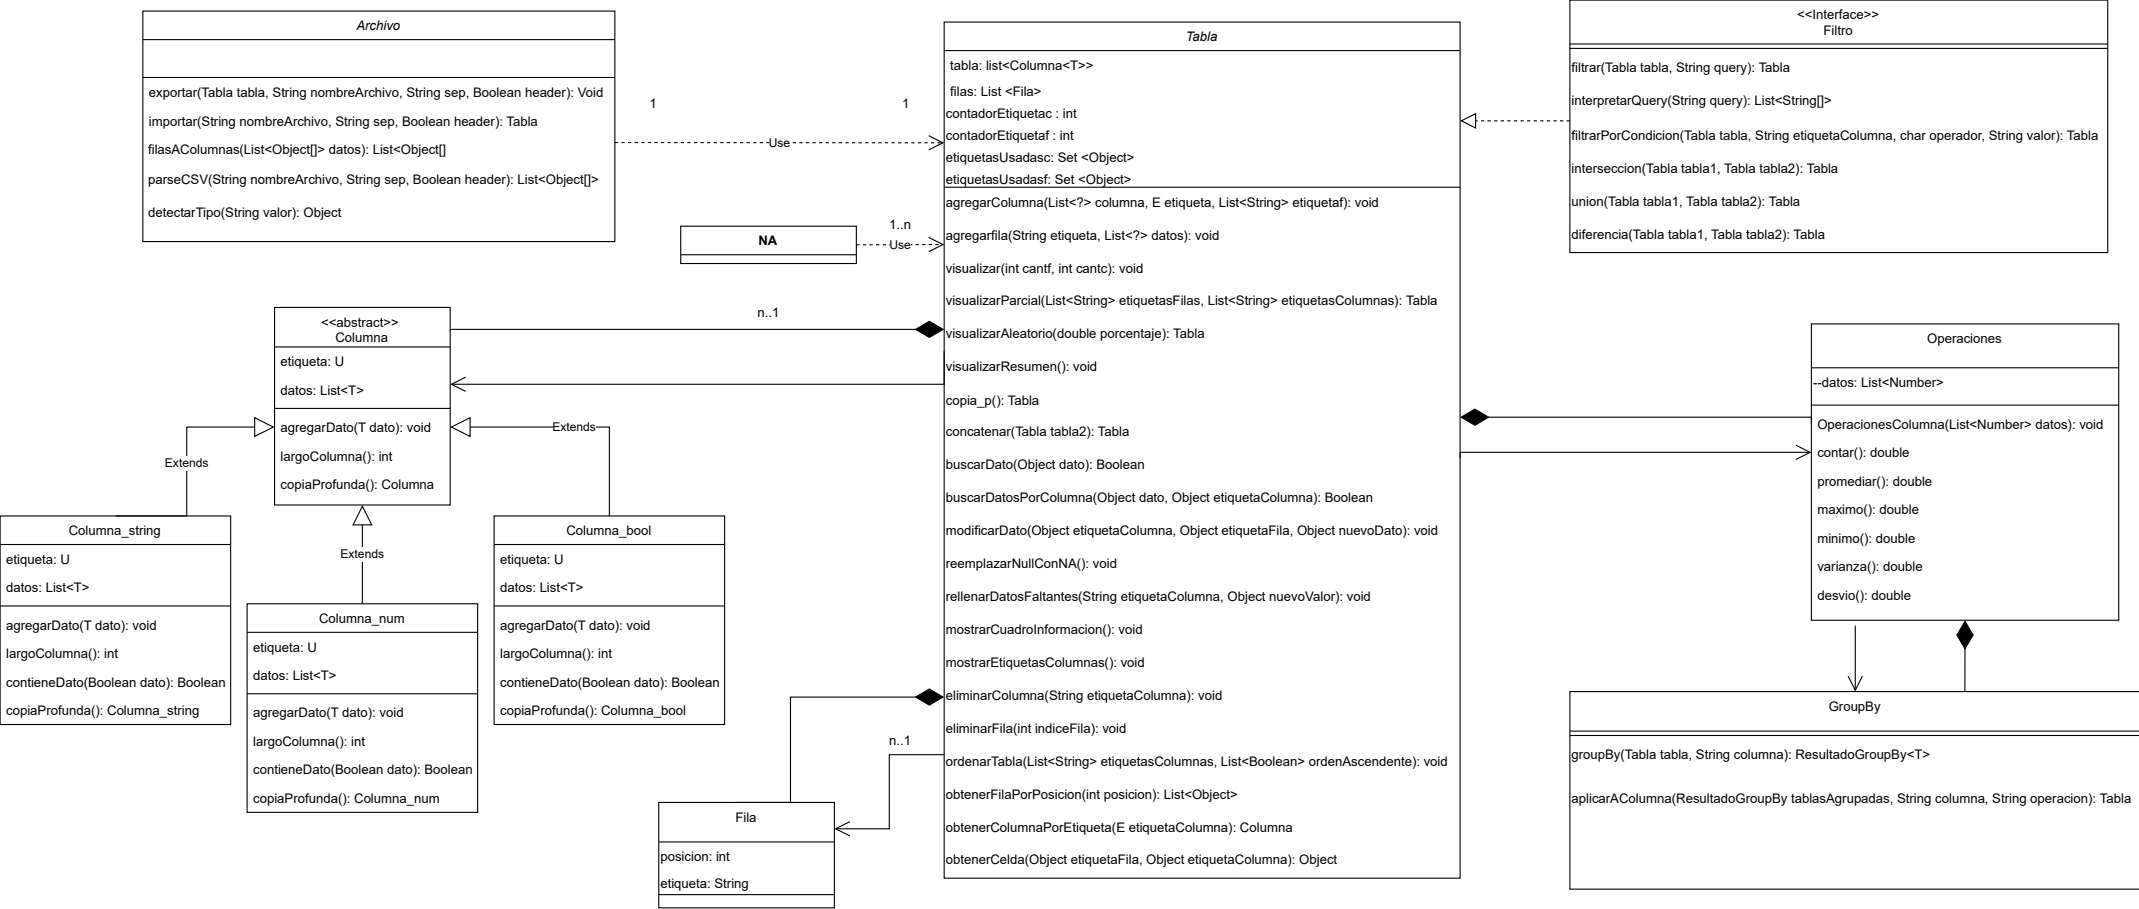 Archivo
exportar(Tabla tabla, String nombreArchivo, String sep, Boolean header): Void
importar(String nombreArchivo, String sep, Boolean header): Tabla
filasAColumnas(List<Object[]> datos): List<Object[]
parseCSV(String nombreArchivo, String sep, Boolean header): List<Object[]>
detectarTipo(String valor): Object
1
1
Use
NA
1..n
Use
Tabla
tabla: list<Columna<T>>
filas: List <Fila>
contadorEtiquetac : int
contadorEtiquetaf : int
etiquetasUsadasc: Set <Object>
etiquetasUsadasf: Set <Object>
agregarColumna(List<?> columna, E etiqueta, List<String> etiquetaf): void
agregarfila(String etiqueta, List<?> datos): void
visualizar(int cantf, int cantc): void
visualizarParcial(List<String> etiquetasFilas, List<String> etiquetasColumnas): Tabla
visualizarAleatorio(double porcentaje): Tabla
visualizarResumen(): void
copia_p(): Tabla
concatenar(Tabla tabla2): Tabla
buscarDato(Object dato): Boolean
buscarDatosPorColumna(Object dato, Object etiquetaColumna): Boolean
modificarDato(Object etiquetaColumna, Object etiquetaFila, Object nuevoDato): void
reemplazarNullConNA(): void
rellenarDatosFaltantes(String etiquetaColumna, Object nuevoValor): void
mostrarCuadroInformacion(): void
mostrarEtiquetasColumnas(): void
eliminarColumna(String etiquetaColumna): void
eliminarFila(int indiceFila): void
ordenarTabla(List<String> etiquetasColumnas, List<Boolean> ordenAscendente): void
obtenerFilaPorPosicion(int posicion): List<Object>
obtenerColumnaPorEtiqueta(E etiquetaColumna): Columna
obtenerCelda(Object etiquetaFila, Object etiquetaColumna): Object
<<Interface>>
Filtro
filtrar(Tabla tabla, String query): Tabla
interpretarQuery(String query): List<String[]>
filtrarPorCondicion(Tabla tabla, String etiquetaColumna, char operador, String valor): Tabla
interseccion(Tabla tabla1, Tabla tabla2): Tabla
union(Tabla tabla1, Tabla tabla2): Tabla
diferencia(Tabla tabla1, Tabla tabla2): Tabla
n..1
<<abstract>>
Columna
etiqueta: U
datos: List<T>
agregarDato(T dato): void
largoColumna(): int
copiaProfunda(): Columna
Extends
Extends
Extends
Columna_string
etiqueta: U
datos: List<T>
agregarDato(T dato): void
largoColumna(): int
contieneDato(Boolean dato): Boolean
copiaProfunda(): Columna_string
Columna_num
etiqueta: U
datos: List<T>
agregarDato(T dato): void
largoColumna(): int
contieneDato(Boolean dato): Boolean
copiaProfunda(): Columna_num
Columna_bool
etiqueta: U
datos: List<T>
agregarDato(T dato): void
largoColumna(): int
contieneDato(Boolean dato): Boolean
copiaProfunda(): Columna_bool
n..1
Fila
posicion: int
etiqueta: String
Operaciones
--datos: List<Number>
OperacionesColumna(List<Number> datos): void
contar(): double
promediar(): double
maximo(): double
minimo(): double
varianza(): double
desvio(): double
GroupBy
groupBy(Tabla tabla, String columna): ResultadoGroupBy<T>
aplicarAColumna(ResultadoGroupBy tablasAgrupadas, String columna, String operacion): Tabla